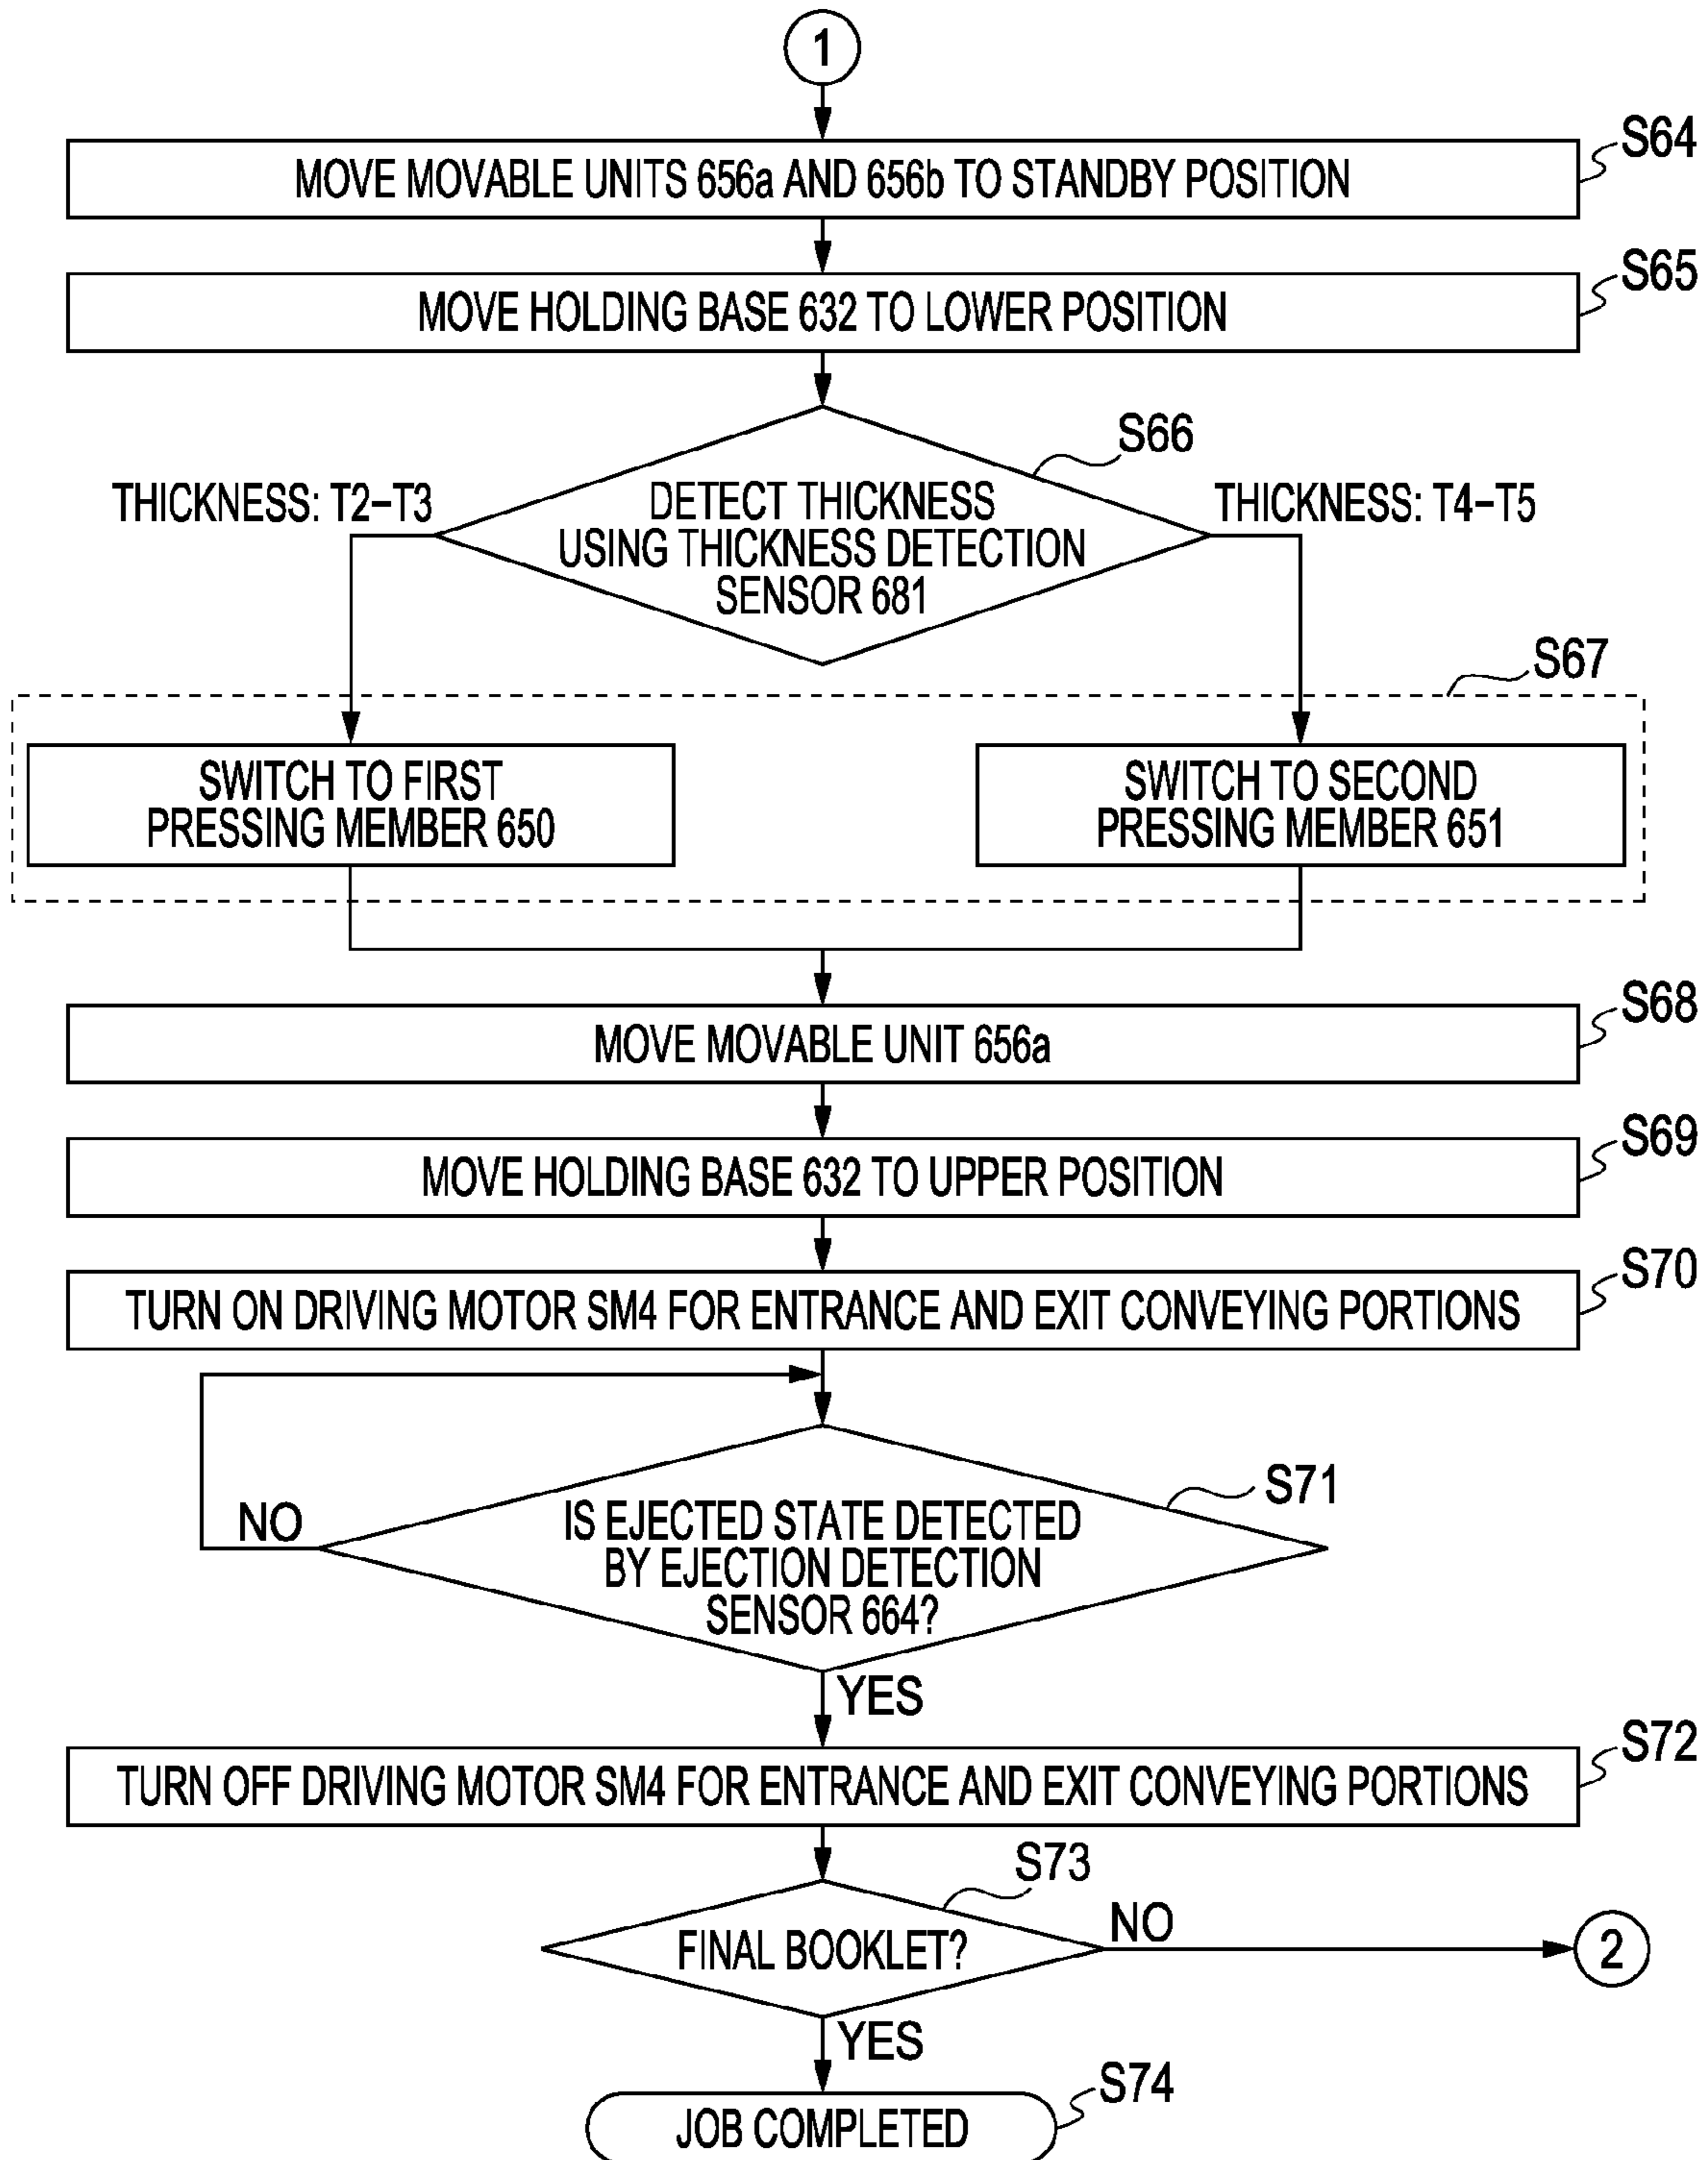 1
S64
MOVE MOVABLE UNITS 656a AND 656b TO STANDBY POSITION
S65
MOVE HOLDING BASE 632 TO LOWER POSITION
S66
THICKNESS: T2–T3
DETECT THICKNESS
USING THICKNESS DETECTION
SENSOR 681
THICKNESS: T4–T5
S67
SWITCH TO FIRST
PRESSING MEMBER 650
SWITCH TO SECOND
PRESSING MEMBER 651
S68
MOVE MOVABLE UNIT 656a
S69
MOVE HOLDING BASE 632 TO UPPER POSITION
S70
TURN ON DRIVING MOTOR SM4 FOR ENTRANCE AND EXIT CONVEYING PORTIONS
S71
NO
IS EJECTED STATE DETECTED
BY EJECTION DETECTION
SENSOR 664?
YES
S72
TURN OFF DRIVING MOTOR SM4 FOR ENTRANCE AND EXIT CONVEYING PORTIONS
S73
FINAL BOOKLET?
NO
2
YES
S74
JOB COMPLETED